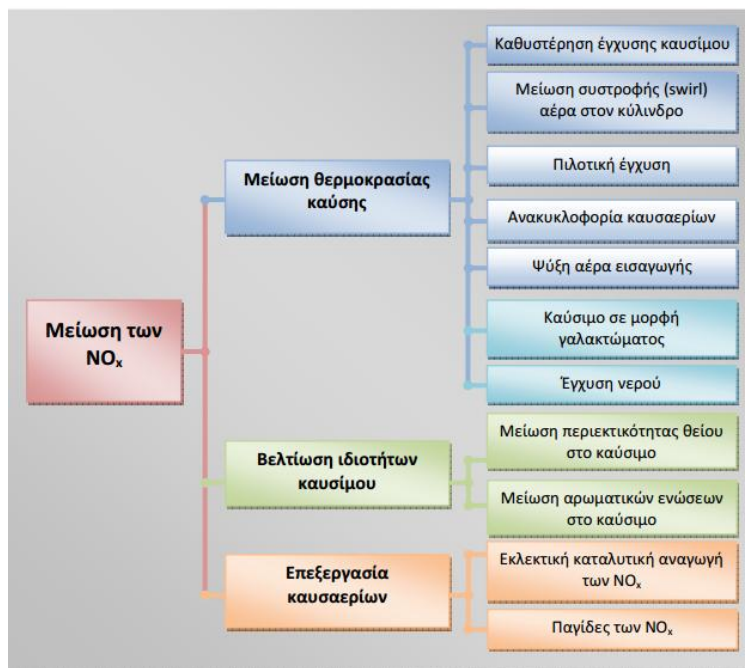 Μείωση των
NOₓ
Μείωση θερμοκρασίας
καύσης
Καθυστέρηση έγχυσης καυσίμου
Μείωση συστροφής (swirl)
αέρα στον κύλινδρο
Πιλοτική έγχυση
Ανακυκλοφορία καυσαερίων
Ψύξη αέρα εισαγωγής
Καύσιμο σε μορφή
γαλακτώματος
Έγχυση νερού
Βελτίωση ιδιοτήτων
καυσίμου
Μείωση περιεκτικότητας θείου
στο καύσιμο
Μείωση αρωματικών ενώσεων
στο καύσιμο
Επεξεργασία
καυσαερίων
Εκλεκτική καταλυτική αναγωγή
των NOₓ
Παγίδες των NOₓ